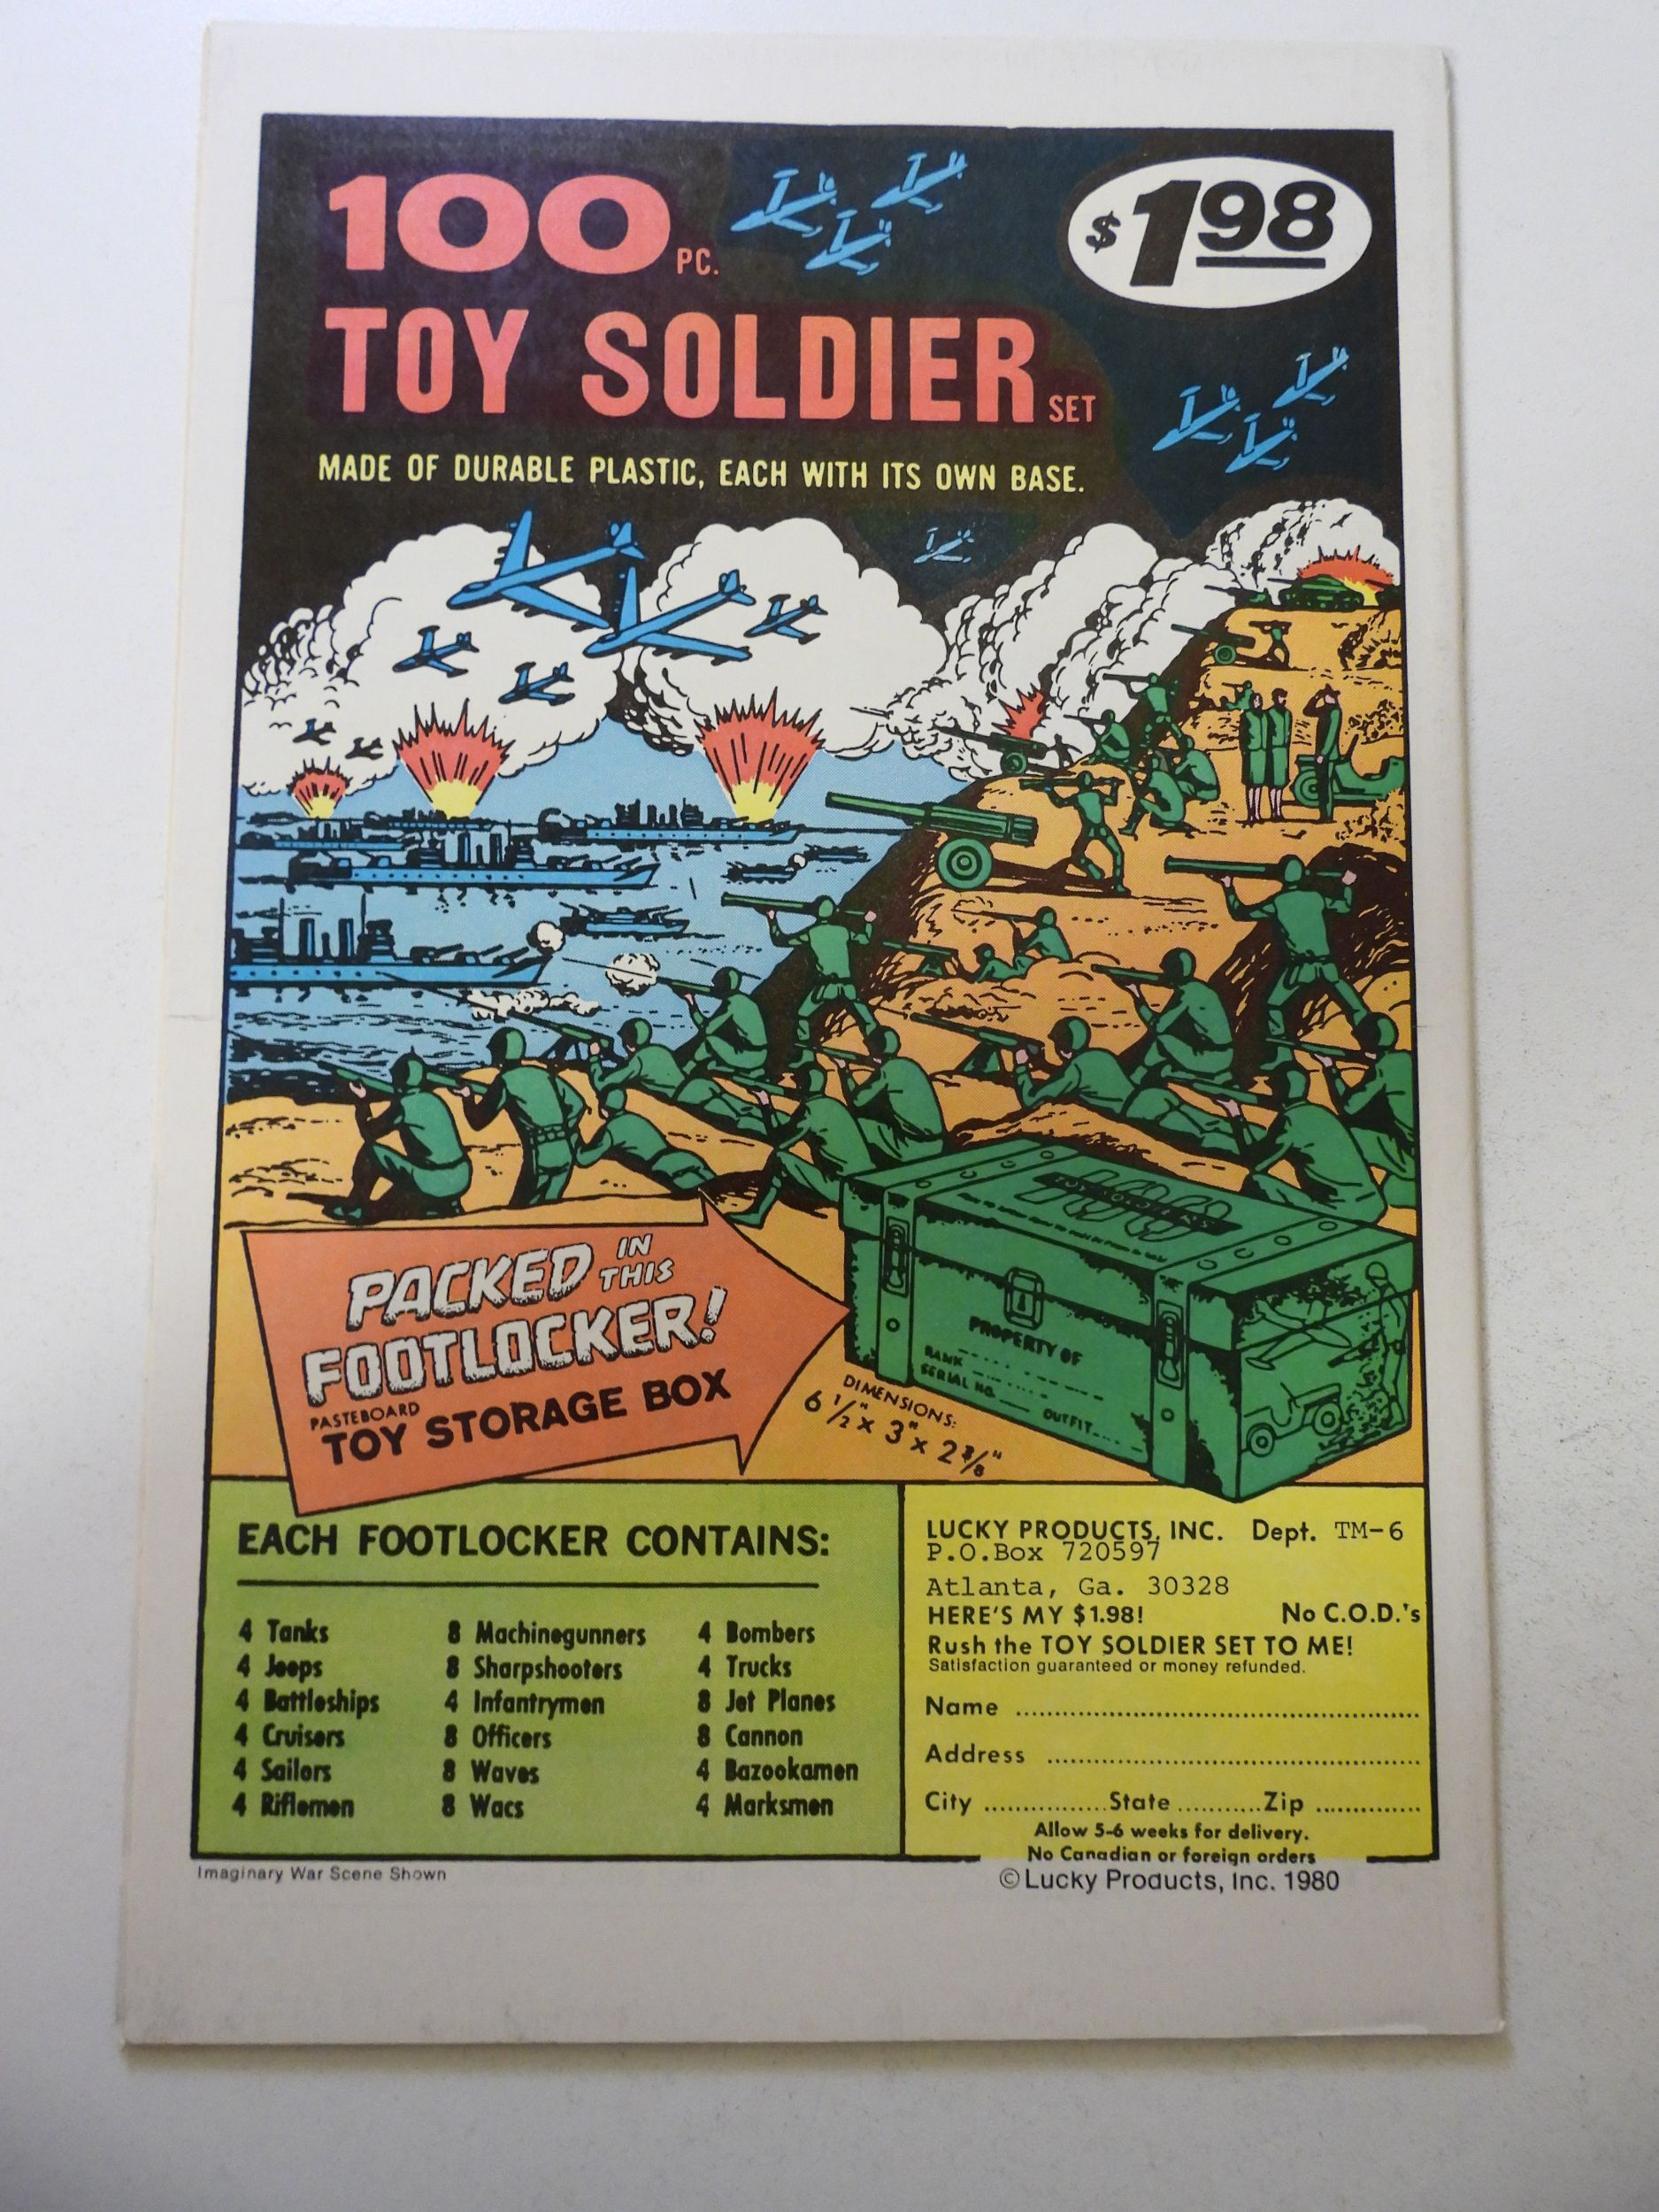 100 PC.
$1.98
TOY SOLDIER SET
MADE OF DURABLE PLASTIC, EACH WITH ITS OWN BASE.
PACKED IN THIS
FOOTLOCKER!
PASTEBOARD
TOY STORAGE BOX
100
TOY SOLDIERS
PROPERTY OF
RANK
SERIAL NO.
OUTFIT
DIMENSIONS:
6 1/2" x 3" x 2 3/8"
EACH FOOTLOCKER CONTAINS:
4 Tanks 8 Machinegunners 4 Bombers
4 Jeeps 8 Sharpshooters 4 Trucks
4 Battleships 4 Infantrymen 8 Jet Planes
4 Cruisers 8 Officers 8 Cannon
4 Sailors 8 Waves 4 Bazookamen
4 Riflemen 8 Wacs 4 Marksmen
LUCKY PRODUCTS, INC. Dept. TM-6
P.O.Box 720597
Atlanta, Ga. 30328
HERE'S MY $1.98! No C.O.D.'s
Rush the TOY SOLDIER SET TO ME!
Satisfaction guaranteed or money refunded.
Name
Address
City State Zip
Allow 5-6 weeks for delivery.
No Canadian or foreign orders
Imaginary War Scene Shown
©Lucky Products, Inc. 1980